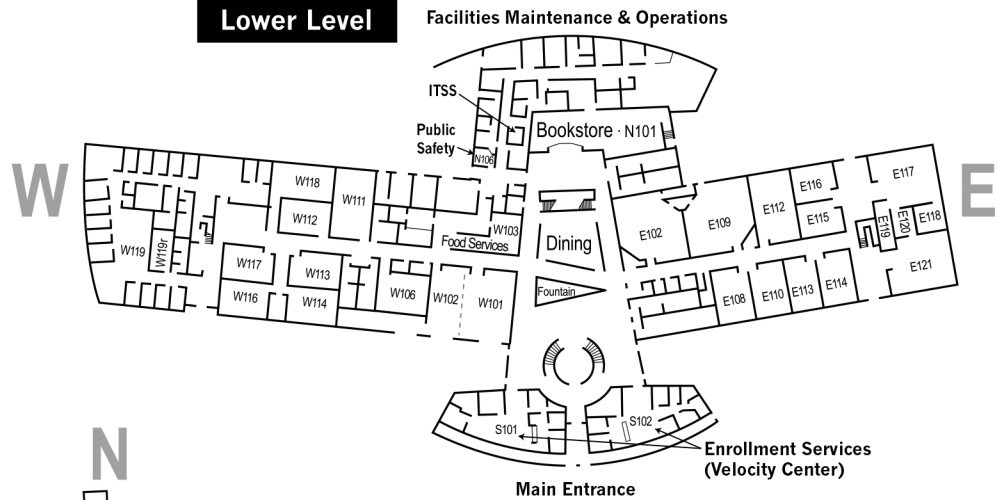 Lower Level
Facilities Maintenance & Operations
ITSS
Public
Safety
Bookstore · N101
N106
W
E
W118
W111
W112
W103
Food Services
Dining
W119
W119r
W117
W113
W116
W114
W106
W102
W101
Fountain
E102
E109
E112
E116
E115
E117
E119
E120
E118
E121
E108
E110
E113
E114
S101
S102
Enrollment Services
(Velocity Center)
N
Main Entrance